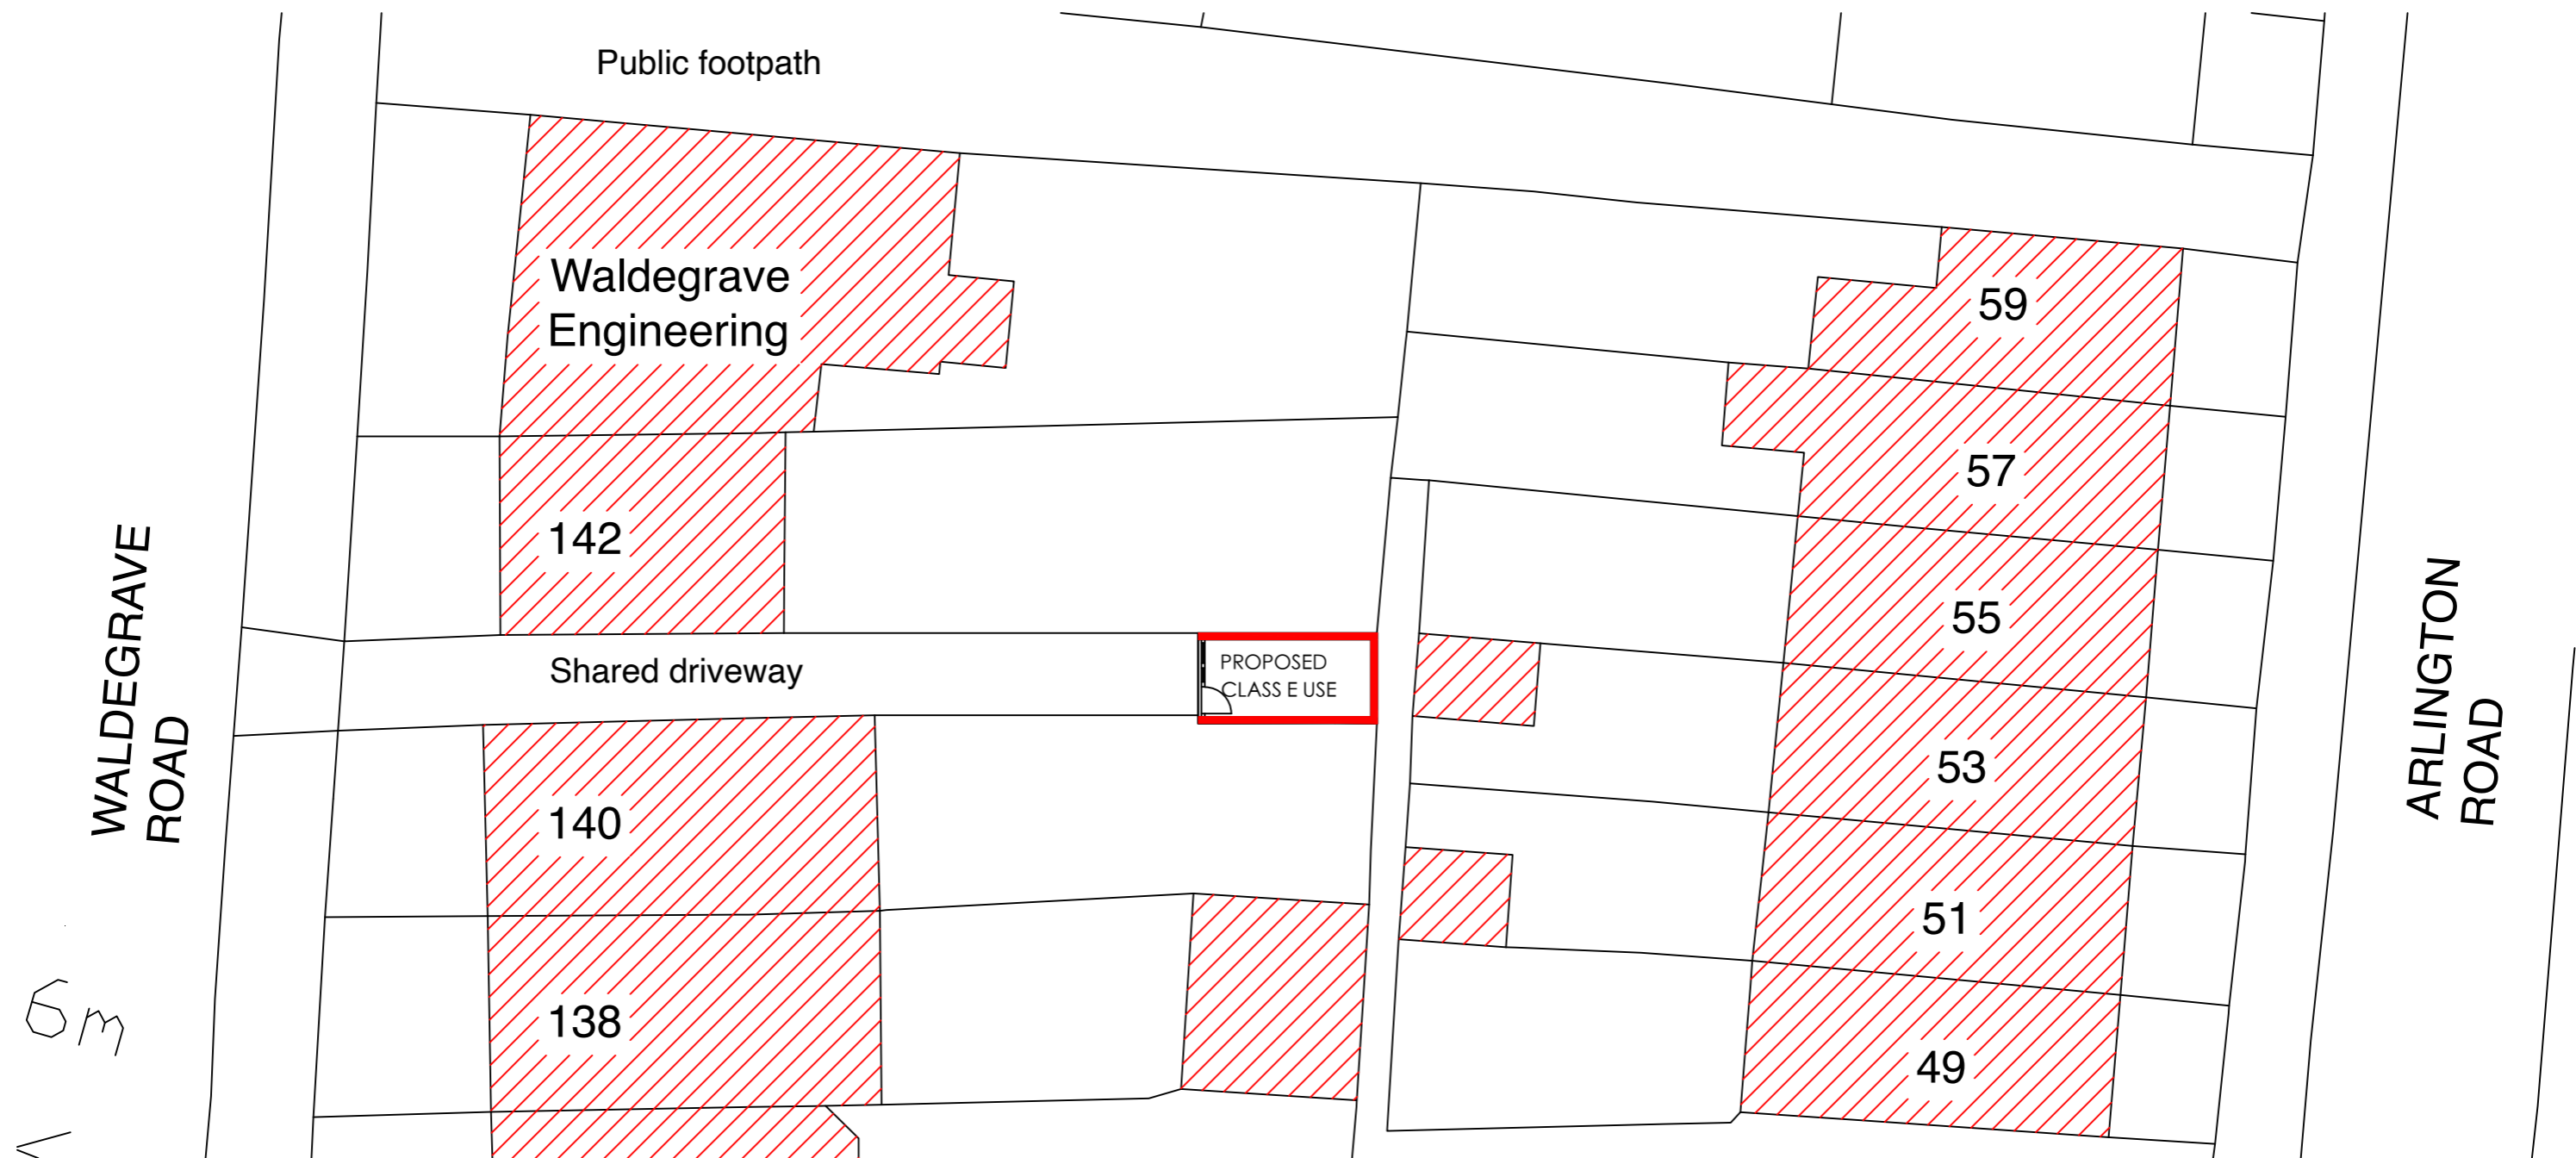 Public footpath
Waldegrave
Engineering
59
57
142
55
WALDEGRAVE
ROAD
Shared driveway
PROPOSED
CLASS E USE
ARLINGTON
ROAD
53
140
51
138
6m
49